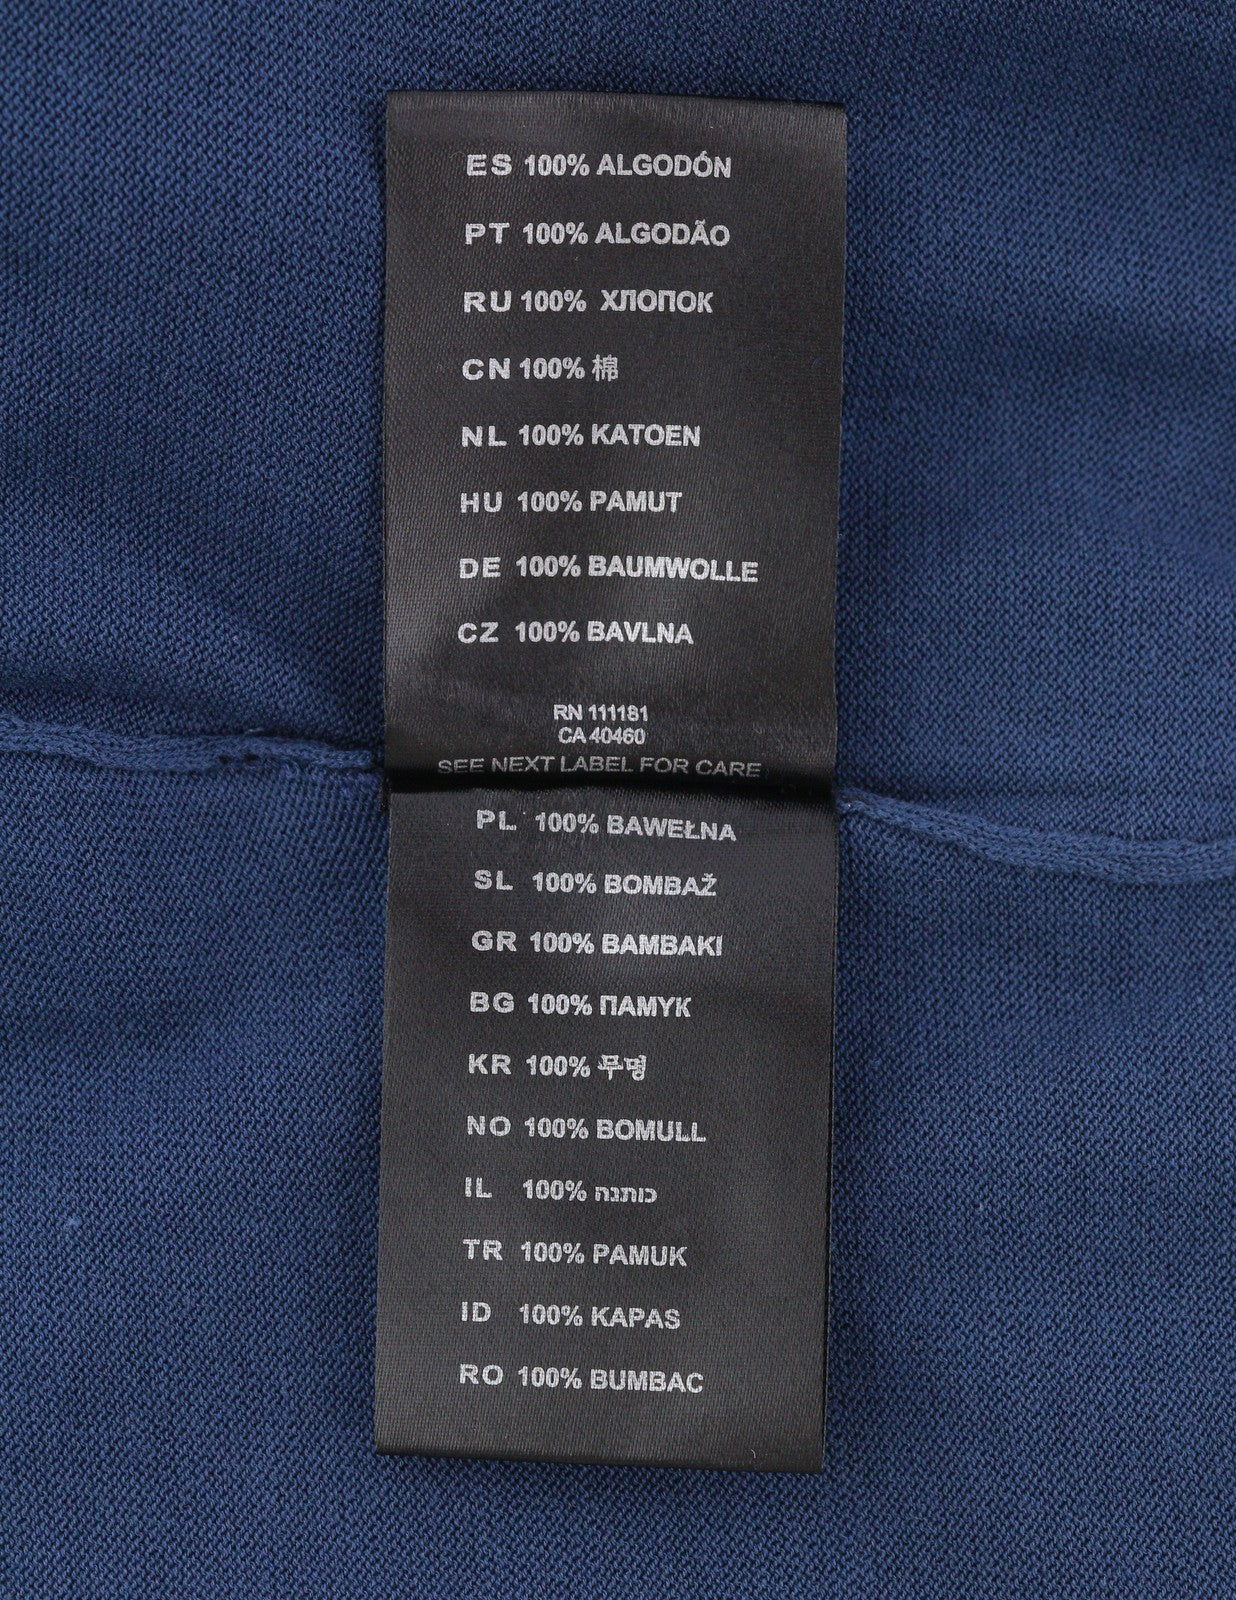 ES 100% ALGODÓN
PT 100% ALGODÃO
RU 100% ХЛОПОК
CN 100% 棉
NL 100% KATOEN
HU 100% PAMUT
DE 100% BAUMWOLLE
CZ 100% BAVLNA
RN 111181
CA 40460
SEE NEXT LABEL FOR CARE
PL 100% BAWEŁNA
SL 100% BOMBAŽ
GR 100% BAMBAKI
BG 100% ПАМУК
KR 100% 무명
NO 100% BOMULL
IL 100% כותנה
TR 100% PAMUK
ID 100% KAPAS
RO 100% BUMBAC